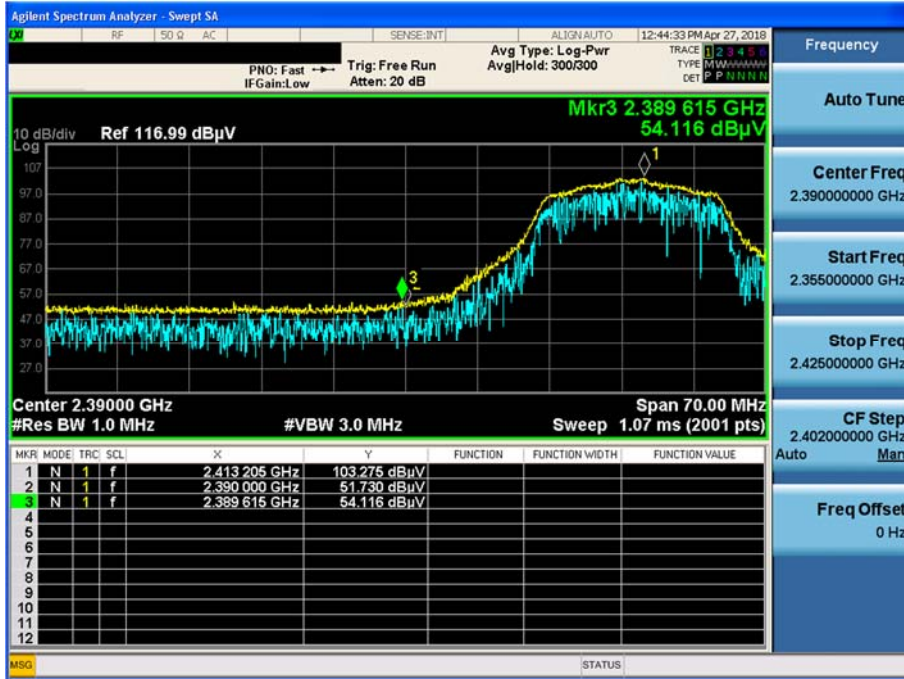 Agilent Spectrum Analyzer - Swept SA
LXI RF 50 Ω AC SENSE:INT ALIGN AUTO 12:44:33 PM Apr 27, 2018
Frequency
PNO: Fast Trig: Free Run Avg Type: Log-Pwr TRACE 1 2 3 4 5 6
IFGain:Low Atten: 20 dB Avg|Hold: 300/300 TYPE M W
DET P P N N N N
Auto Tune
Mkr3 2.389 615 GHz
54.116 dBµV
10 dB/div Ref 116.99 dBµV
Log
107
97.0
87.0
77.0
67.0
57.0
47.0
37.0
27.0
1
3
Center Freq
2.390000000 GHz
Start Freq
2.355000000 GHz
Stop Freq
2.425000000 GHz
Center 2.39000 GHz Span 70.00 MHz
#Res BW 1.0 MHz #VBW 3.0 MHz Sweep 1.07 ms (2001 pts)
CF Step
2.402000000 GHz
Auto Man
MKR MODE TRC SCL X Y FUNCTION FUNCTION WIDTH FUNCTION VALUE
1 N 1 f 2.413 205 GHz 103.275 dBµV
2 N 1 f 2.390 000 GHz 51.730 dBµV
3 N 1 f 2.389 615 GHz 54.116 dBµV
4
5
6
7
8
9
10
11
12
Freq Offset
0 Hz
MSG STATUS